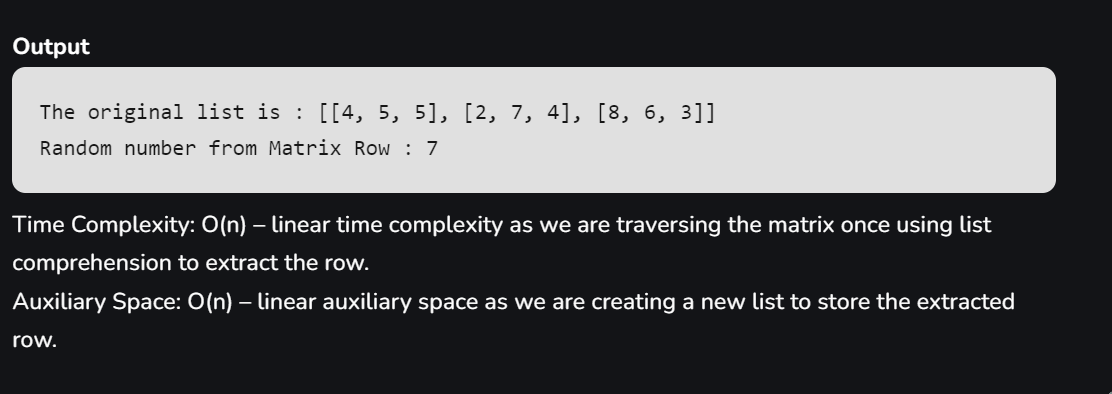 Output
The original list is : [[4, 5, 5], [2, 7, 4], [8, 6, 3]]
Random number from Matrix Row : 7
Time Complexity: O(n) – linear time complexity as we are traversing the matrix once using list
comprehension to extract the row.
Auxiliary Space: O(n) – linear auxiliary space as we are creating a new list to store the extracted
row.